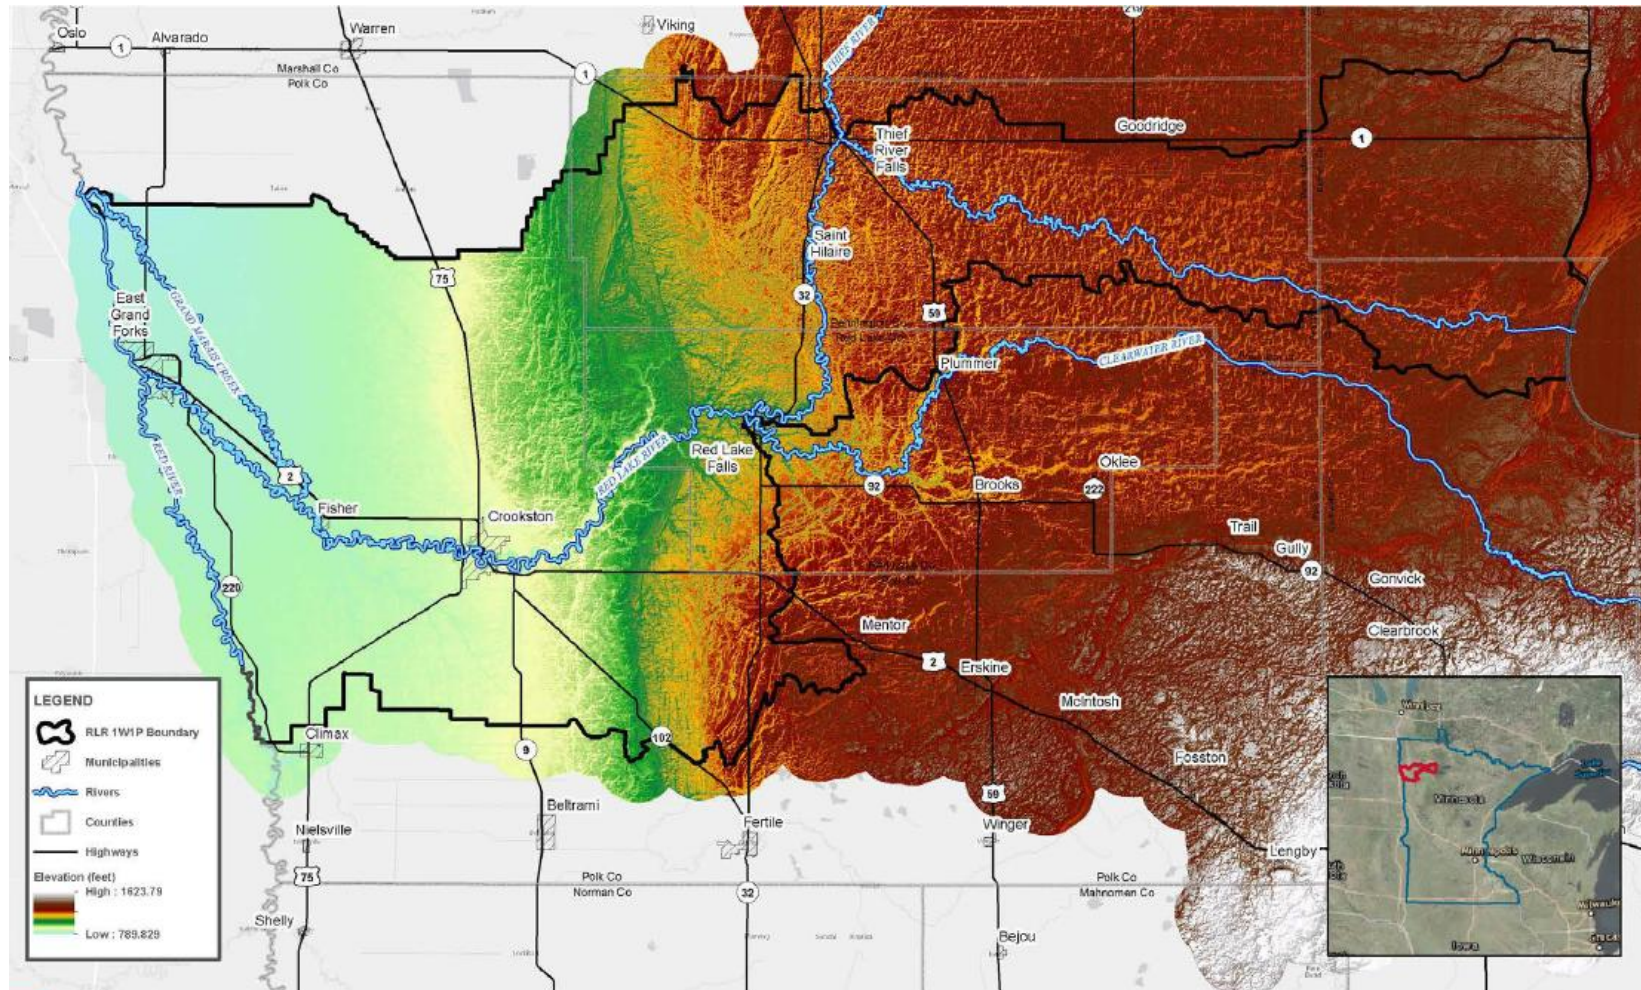 Oslo
1
Alvarado
Warren
Viking
219
Marshall Co
Polk Co
1
THIEF RIVER
Goodridge
1
Thief
River
Falls
Saint
Hilaire
75
32
59
East
Grand
Forks
GRAND MARAIS CREEK
Plummer
CLEARWATER RIVER
RED RIVER
2
RED LAKE RIVER
Red Lake
Falls
Fisher
Crookston
92
Brooks
Oklee
222
Trail
Gully
92
Gonvick
Clearbrook
220
Mentor
2
Erskine
McIntosh
Fosston
Climax
9
102
Beltrami
Fertile
59
Winger
Lengby
Nielsville
75
Polk Co
Norman Co
32
Polk Co
Mahnomen Co
Shelly
Bejou
LEGEND
RLR 1W1P Boundary
Municipalities
Rivers
Counties
Highways
Elevation (feet)
High : 1623.79
Low : 789.829
Winnipeg
Lake
Superior
Minnesota
Minneapolis
Wisconsin
Iowa